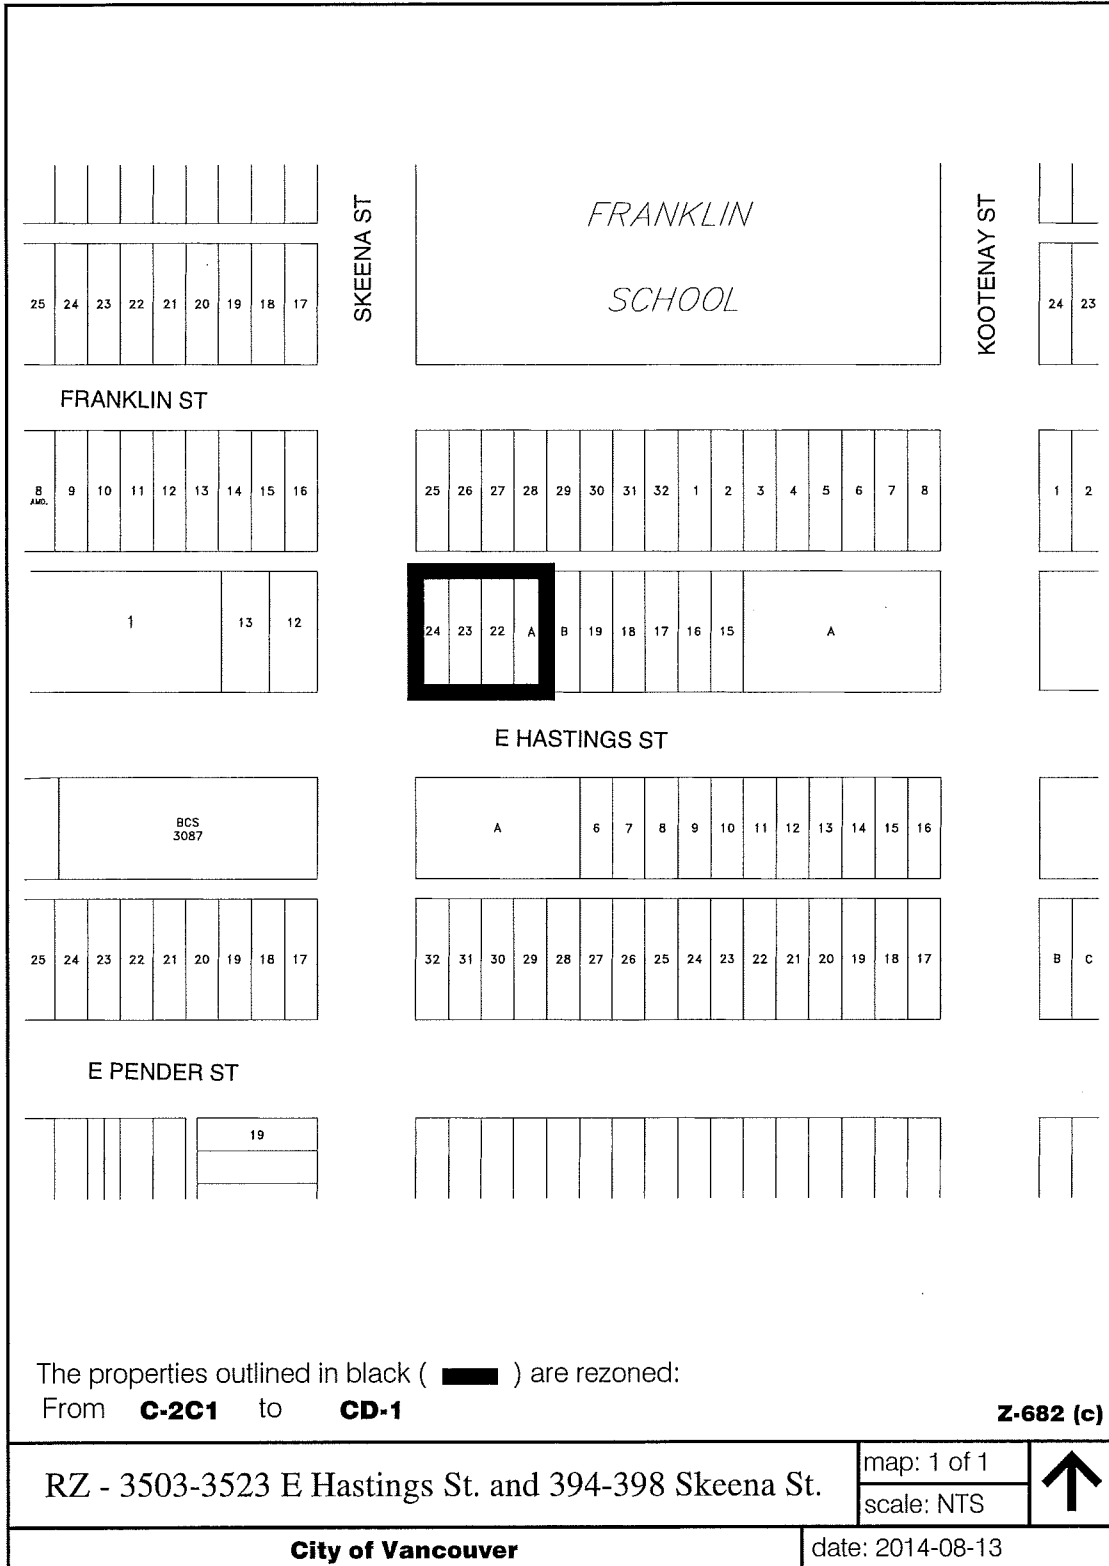 FRANKLIN
SCHOOL
SKEENA ST
KOOTENAY ST
25 24 23 22 21 20 19 18 17
24 23
FRANKLIN ST
8 AMD. 9 10 11 12 13 14 15 16
25 26 27 28 29 30 31 32 1 2 3 4 5 6 7 8
1 2
1 13 12
24 23 22 A B 19 18 17 16 15 A
E HASTINGS ST
BCS
3087
A 6 7 8 9 10 11 12 13 14 15 16
25 24 23 22 21 20 19 18 17
32 31 30 29 28 27 26 25 24 23 22 21 20 19 18 17
B C
E PENDER ST
19
The properties outlined in black ( ) are rezoned:
From C-2C1 to CD-1
Z-682 (c)
RZ - 3503-3523 E Hastings St. and 394-398 Skeena St.
map: 1 of 1
scale: NTS
City of Vancouver
date: 2014-08-13